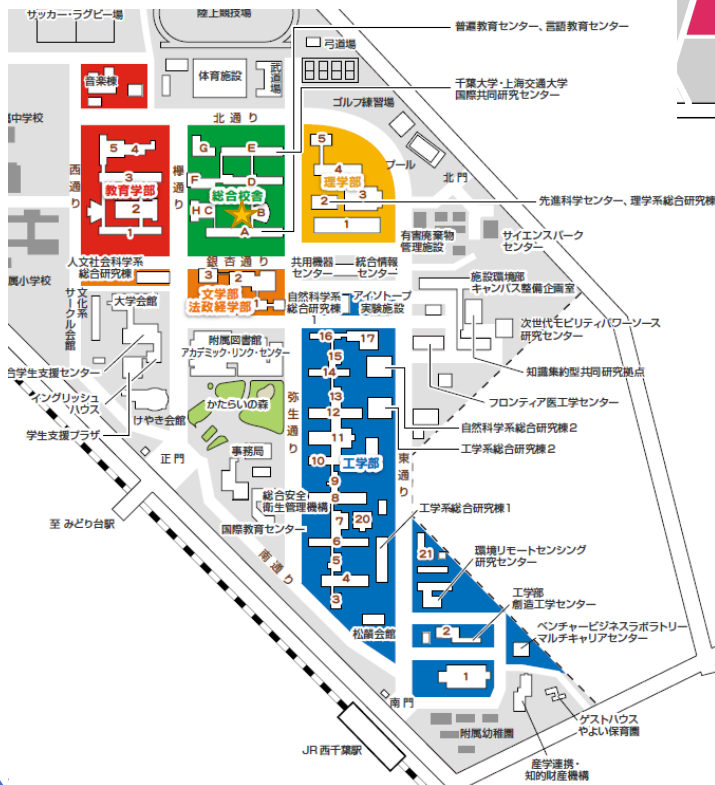 サッカー・ラグビー場
陸上競技場
普遍教育センター、言語教育センター
弓道場
音楽棟
体育施設
武道場
千葉大学・上海交通大学
国際共同研究センター
ゴルフ練習場
中学校
北通り
プール
北門
西通り
欅通り
5
4
3
教育学部
2
1
G
E
F
D
総合校舎
H
C
B
A
5
4
理学部
3
2
1
先進科学センター、理学系総合研究棟
有害廃棄物
管理施設
サイエンスパーク
センター
銀杏通り
人文社会科学系
総合研究棟
共用機器
センター
統合情報
センター
属小学校
文化系
サークル会館
大学会館
3
2
文学部
法政経学部
1
自然科学系
総合研究棟
1
アイソトープ
実験施設
施設環境部
キャンパス整備企画室
次世代モビリティパワーソース
研究センター
附属図書館
アカデミック・リンク・センター
合学生支援センター
イングリッシュ
ハウス
けやき会館
学生支援プラザ
かたらいの森
弥生通り
16
17
15
14
13
12
11
工学部
10
9
8
7
20
6
5
4
3
知識集約型共同研究拠点
フロンティア医工学センター
自然科学系総合研究棟2
工学系総合研究棟2
東通り
正門
事務局
総合安全
衛生管理機構
国際教育センター
至 みどり台駅
南通り
工学系総合研究棟1
21
環境リモートセンシング
研究センター
工学部
創造工学センター
松韻会館
2
ベンチャービジネスラボラトリー
マルチキャリアセンター
1
南門
附属幼稚園
ゲストハウス
やよい保育園
JR 西千葉駅
産学連携・
知的財産機構